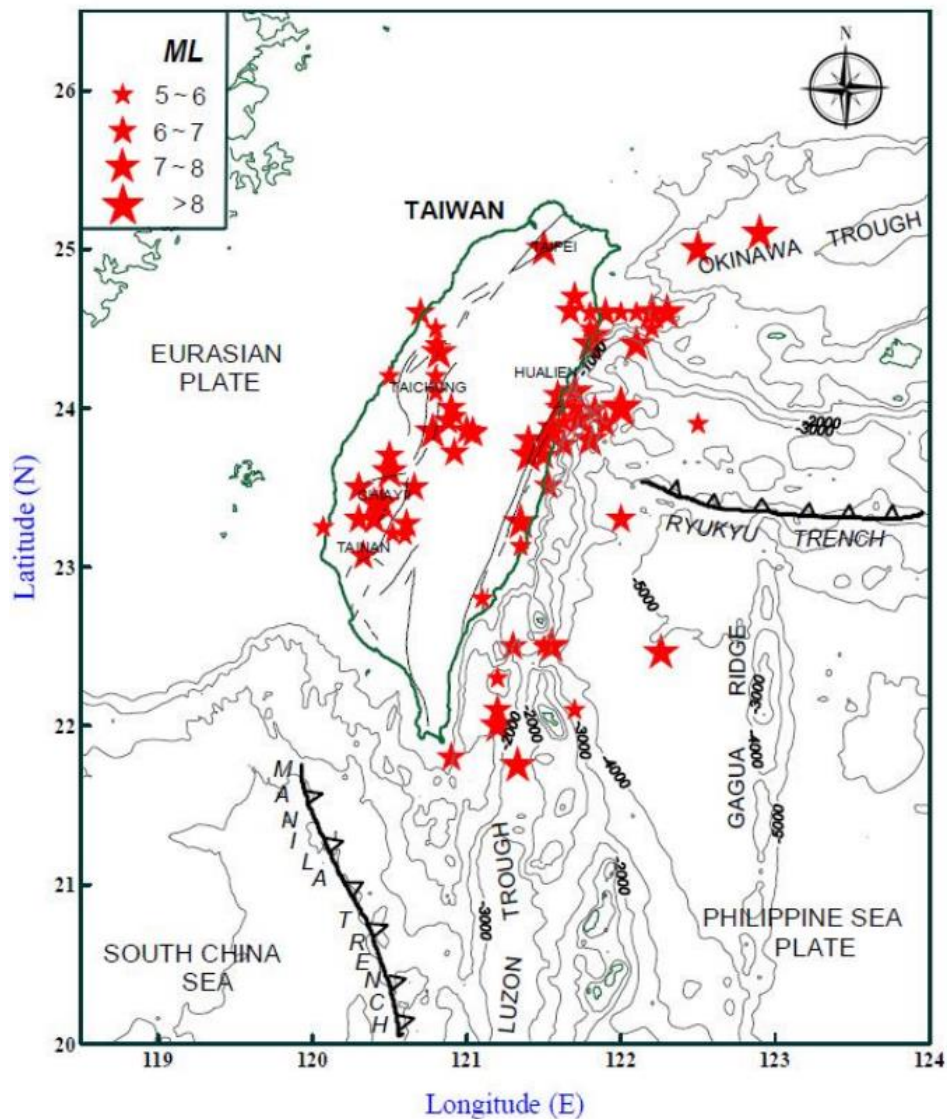 ML
5~6
6~7
7~8
>8
N
TAIWAN
TAIPEI
OKINAWA TROUGH
EURASIAN
PLATE
HUALIEN
-1000
TAICHUNG
-2000
-3000
TAINAN
RYUKYU TRENCH
-5000
GAGUA RIDGE
-3000
-4000
-5000
-2000
-2000
-3000
-4000
-2000
-3000
MANILA TRENCH
LUZON TROUGH
SOUTH CHINA
SEA
PHILIPPINE SEA
PLATE
26
25
24
23
22
21
20
Latitude (N)
119 120 121 122 123 124
Longitude (E)